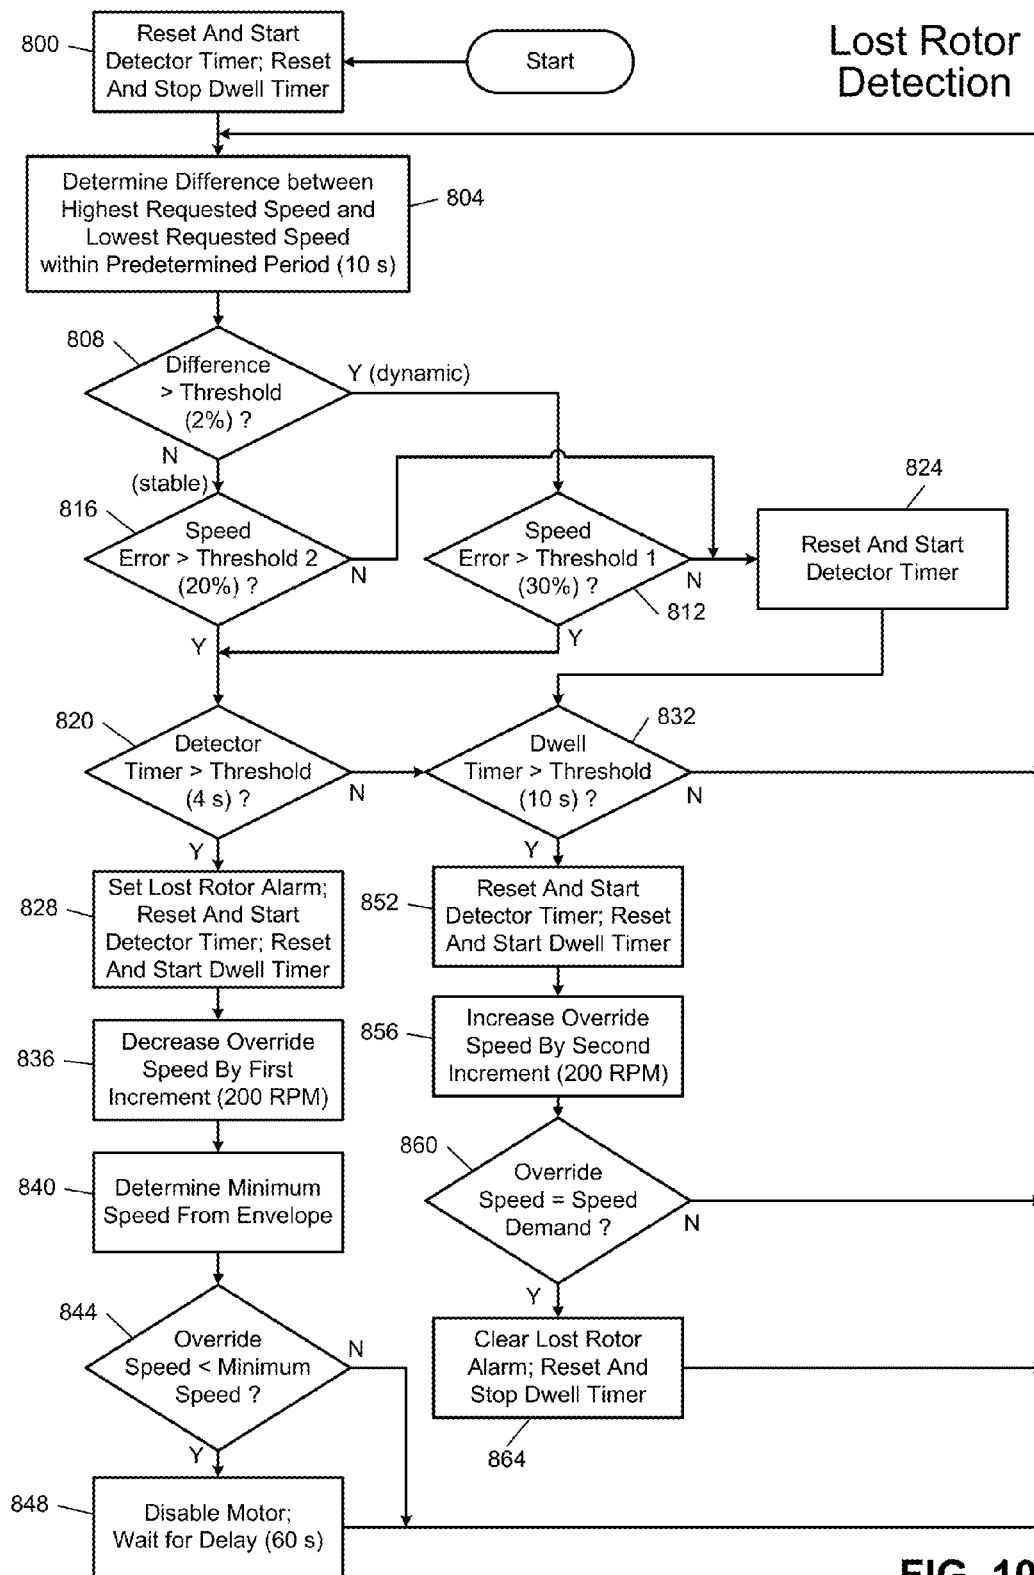 Lost Rotor
Detection
Start
800
Reset And Start
Detector Timer; Reset
And Stop Dwell Timer
Determine Difference between
Highest Requested Speed and
Lowest Requested Speed
within Predetermined Period (10 s)
804
808
Difference
> Threshold
(2%) ?
Y (dynamic)
N
(stable)
816
Speed
Error > Threshold 2
(20%) ?
N
Y
Speed
Error > Threshold 1
(30%) ?
N
812
Y
824
Reset And Start
Detector Timer
820
Detector
Timer > Threshold
(4 s) ?
N
Y
832
Dwell
Timer > Threshold
(10 s) ?
N
Y
828
Set Lost Rotor Alarm;
Reset And Start
Detector Timer; Reset
And Start Dwell Timer
852
Reset And Start
Detector Timer; Reset
And Start Dwell Timer
836
Decrease Override
Speed By First
Increment (200 RPM)
856
Increase Override
Speed By Second
Increment (200 RPM)
840
Determine Minimum
Speed From Envelope
860
Override
Speed = Speed
Demand ?
N
Y
844
Override
Speed < Minimum
Speed ?
N
Y
Clear Lost Rotor
Alarm; Reset And
Stop Dwell Timer
864
848
Disable Motor;
Wait for Delay (60 s)
FIG. 10